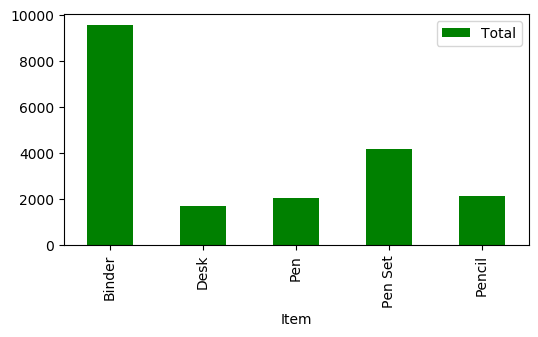 10000
8000
6000
4000
2000
0
Total
Binder
Desk
Pen
Pen Set
Pencil
Item